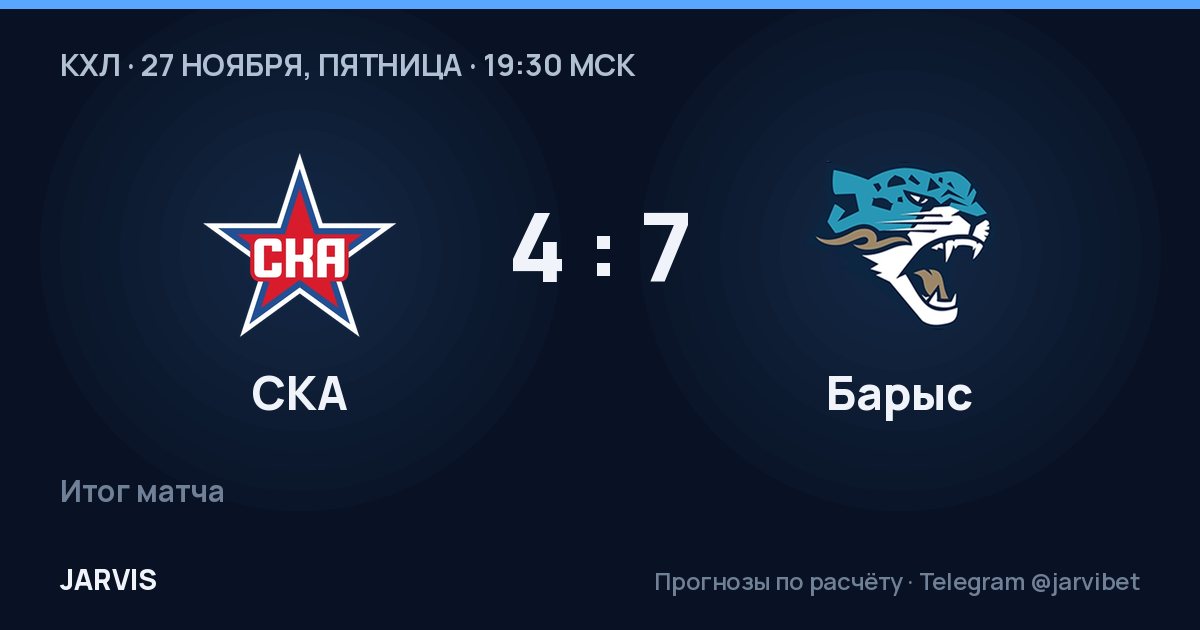 КХЛ · 27 НОЯБРЯ, ПЯТНИЦА · 19:30 МСК
СКА
4 : 7
СКА
Барыс
Итог матча
JARVIS
Прогнозы по расчёту · Telegram @jarvibet